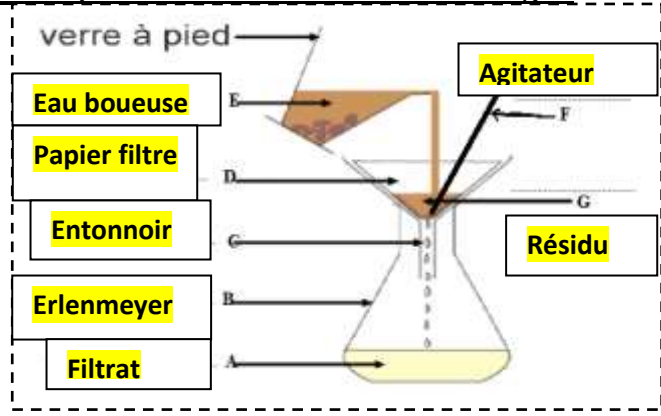 verre à pied
Agitateur
Eau boueuse
E
F
Papier filtre
D
G
Entonnoir
C
Résidu
Erlenmeyer
B
Filtrat
A